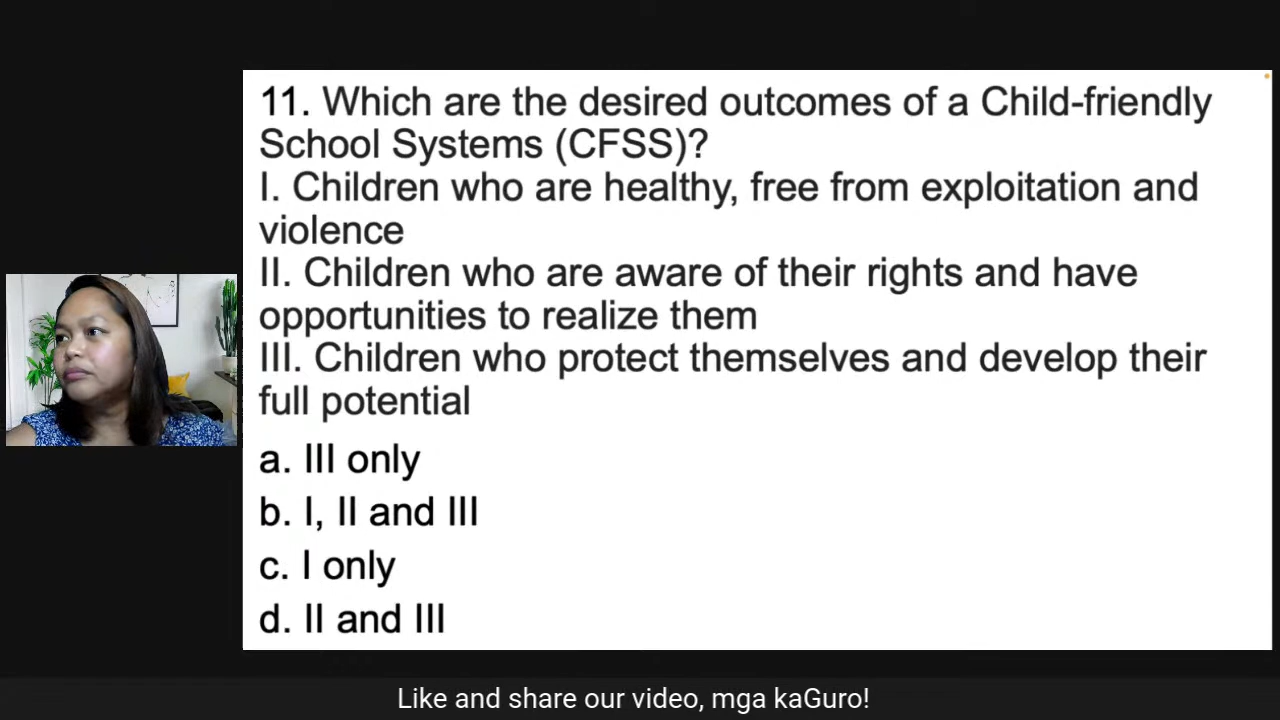 11. Which are the desired outcomes of a Child-friendly
School Systems (CFSS)?
I. Children who are healthy, free from exploitation and
violence
II. Children who are aware of their rights and have
opportunities to realize them
III. Children who protect themselves and develop their
full potential
a. III only
b. I, II and III
c. I only
d. II and III
Like and share our video, mga kaGuro!